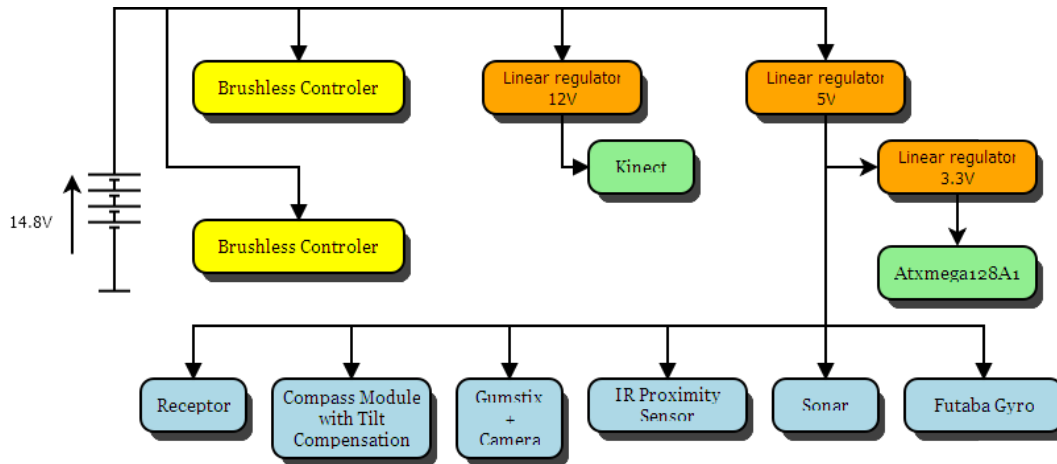 Brushless Controler
Linear regulator
12V
Linear regulator
5V
Kinect
Linear regulator
3.3V
14.8V
Brushless Controler
Atxmega128A1
Receptor
Compass Module
with Tilt
Compensation
Gumstix
+
Camera
IR Proximity
Sensor
Sonar
Futaba Gyro